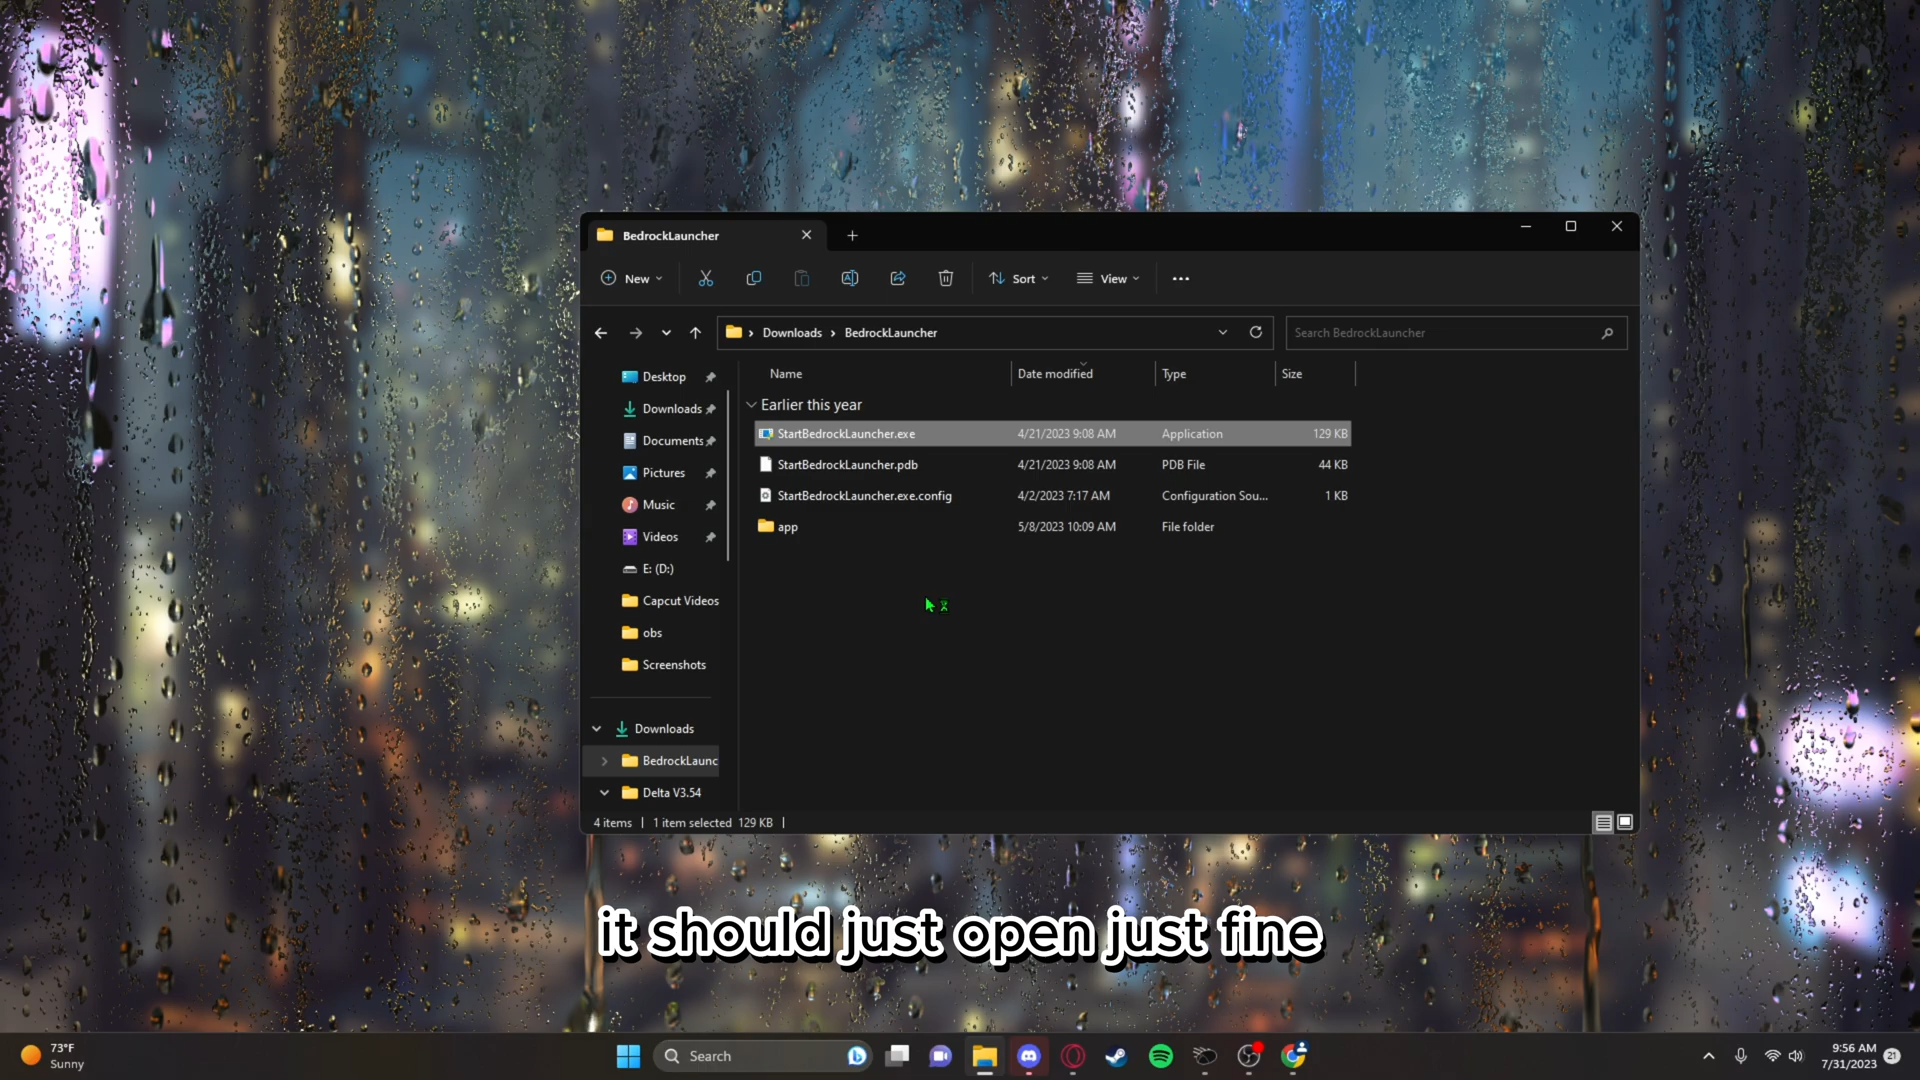 BedrockLauncher
New
Sort
View
Downloads > BedrockLauncher
Search BedrockLauncher
Desktop
Downloads
Documents
Pictures
Music
Videos
E: (D:)
Capcut Videos
obs
Screenshots
Downloads
BedrockLaunc
Delta V3.54
Name Date modified Type Size
Earlier this year
StartBedrockLauncher.exe 4/21/2023 9:08 AM Application 129 KB
StartBedrockLauncher.pdb 4/21/2023 9:08 AM PDB File 44 KB
StartBedrockLauncher.exe.config 4/2/2023 7:17 AM Configuration Sou... 1 KB
app 5/8/2023 10:09 AM File folder
4 items | 1 item selected 129 KB |
it should just open just fine
73°F
Sunny
Search
9:56 AM
7/31/2023
21